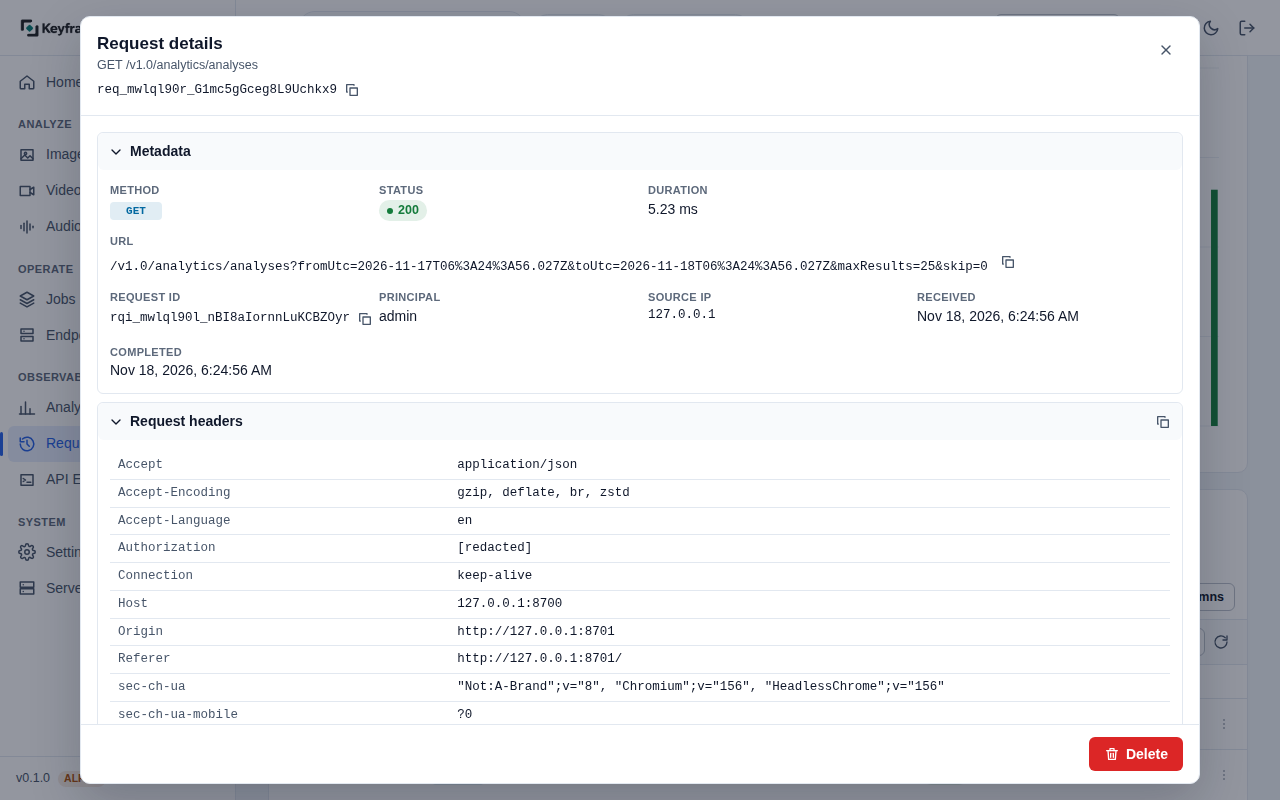 Keyfra
Request details
GET /v1.0/analytics/analyses
req_mwlql90r_G1mc5gGceg8L9Uchkx9
Home
ANALYZE
Image
Video
Audio
OPERATE
Jobs
Endpo
OBSERVAB
Analy
Requ
API E
SYSTEM
Settin
Serve
v0.1.0
Metadata
METHOD STATUS DURATION
GET 200 5.23 ms
URL
/v1.0/analytics/analyses?fromUtc=2026-11-17T06%3A24%3A56.027Z&toUtc=2026-11-18T06%3A24%3A56.027Z&maxResults=25&skip=0
REQUEST ID PRINCIPAL SOURCE IP RECEIVED
rqi_mwlql90l_nBI8aIornnLuKCBZOyr admin 127.0.0.1 Nov 18, 2026, 6:24:56 AM
COMPLETED
Nov 18, 2026, 6:24:56 AM
Request headers
Accept application/json
Accept-Encoding gzip, deflate, br, zstd
Accept-Language en
Authorization [redacted]
Connection keep-alive
Host 127.0.0.1:8700
Origin http://127.0.0.1:8701
Referer http://127.0.0.1:8701/
sec-ch-ua "Not:A-Brand";v="8", "Chromium";v="156", "HeadlessChrome";v="156"
sec-ch-ua-mobile ?0
mns
Delete